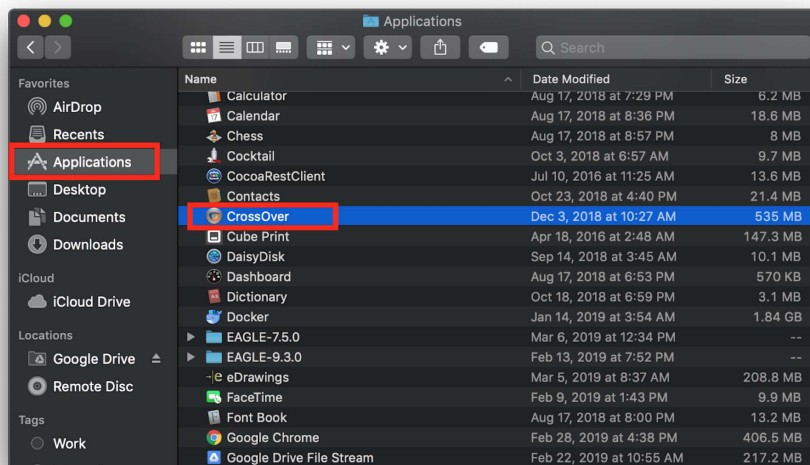 Applications
Search
Favorites
AirDrop
Recents
Applications
Desktop
Documents
Downloads
iCloud
iCloud Drive
Locations
Google Drive
Remote Disc
Tags
Work
Name Date Modified Size
Calculator Aug 17, 2018 at 7:29 PM 6.2 MB
Calendar Aug 17, 2018 at 8:36 PM 18.6 MB
Chess Aug 17, 2018 at 8:57 PM 8 MB
Cocktail Oct 3, 2018 at 6:57 AM 9.7 MB
CocoaRestClient Jul 10, 2016 at 11:25 AM 13.6 MB
Contacts Oct 23, 2018 at 4:40 PM 21.4 MB
CrossOver Dec 3, 2018 at 10:27 AM 535 MB
Cube Print Apr 18, 2016 at 2:48 AM 147.3 MB
DaisyDisk Sep 14, 2018 at 3:45 AM 10.1 MB
Dashboard Aug 17, 2018 at 6:53 PM 570 KB
Dictionary Oct 18, 2018 at 6:59 PM 3.1 MB
Docker Jan 14, 2019 at 3:54 AM 1.84 GB
EAGLE-7.5.0 Mar 6, 2019 at 12:34 PM --
EAGLE-9.3.0 Feb 13, 2019 at 7:52 PM --
eDrawings Mar 5, 2019 at 8:37 AM 208.8 MB
FaceTime Feb 9, 2019 at 1:43 PM 9.9 MB
Font Book Aug 17, 2018 at 8:00 PM 13.2 MB
Google Chrome Feb 28, 2019 at 4:38 PM 406.5 MB
Google Drive File Stream Feb 22, 2019 at 10:55 AM 217.2 MB